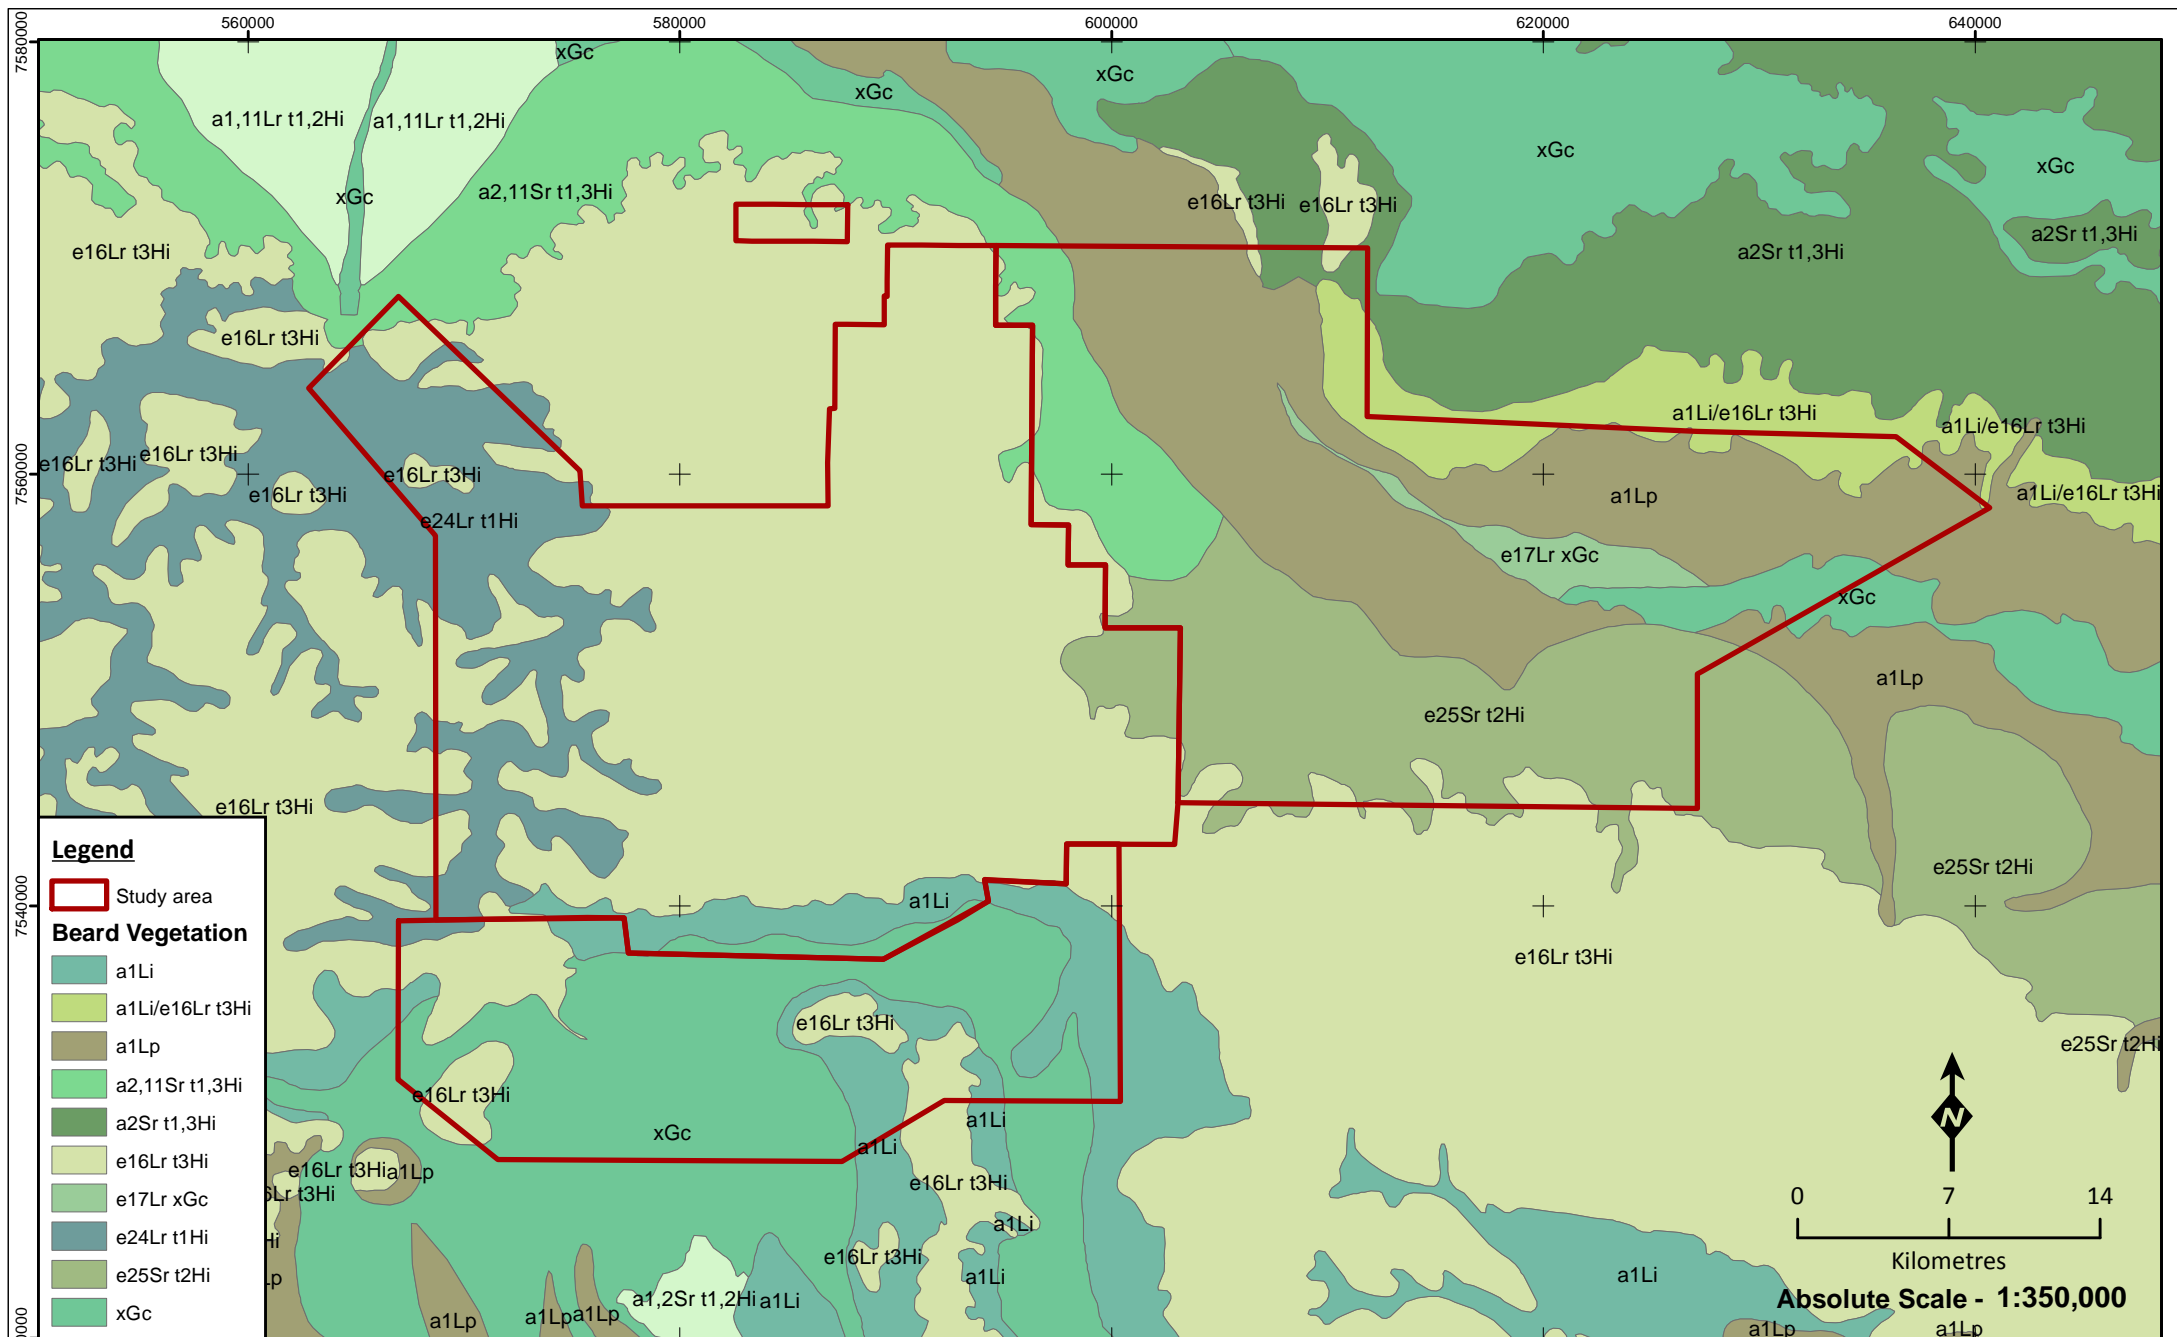 560000 580000 600000 620000 640000
7580000
7560000
7540000
xGc
xGc
xGc
a1,11Lr t1,2Hi
a1,11Lr t1,2Hi
xGc
xGc
xGc
a2,11Sr t1,3Hi
e16Lr t3Hi
e16Lr t3Hi
a2Sr t1,3Hi
a2Sr t1,3Hi
e16Lr t3Hi
e16Lr t3Hi
a1Li/e16Lr t3Hi
a1Li/e16Lr t3Hi
a1Li/e16Lr t3Hi
e16Lr t3Hi
e16Lr t3Hi
e16Lr t3Hi
e16Lr t3Hi
a1Lp
e24Lr t1Hi
e17Lr xGc
xGc
a1Lp
e25Sr t2Hi
e16Lr t3Hi
e25Sr t2Hi
a1Li
e16Lr t3Hi
e16Lr t3Hi
e25Sr t2Hi
e16Lr t3Hi
xGc
a1Li
a1Li
e16Lr t3Hi
a1Lp
6Lr t3Hi
e16Lr t3Hi
a1Li
e16Lr t3Hi
Hi
Lp
a1Li
a1Li
a1,2Sr t1,2Hi
a1Li
a1Lp
a1Lp
a1Lp
a1Lp
a1Lp
Legend
Study area
Beard Vegetation
a1Li
a1Li/e16Lr t3Hi
a1Lp
a2,11Sr t1,3Hi
a2Sr t1,3Hi
e16Lr t3Hi
e17Lr xGc
e24Lr t1Hi
e25Sr t2Hi
xGc
N
0 7 14
Kilometres
Absolute Scale - 1:350,000